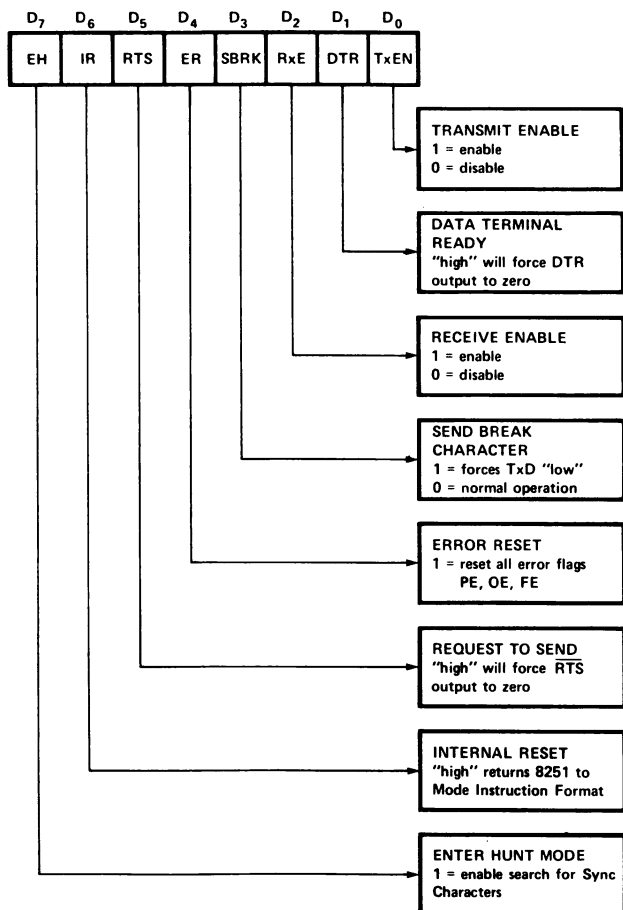 D7 D6 D5 D4 D3 D2 D1 D0
EH IR RTS ER SBRK RxE DTR TxEN
TRANSMIT ENABLE
1 = enable
0 = disable
DATA TERMINAL
READY
"high" will force DTR
output to zero
RECEIVE ENABLE
1 = enable
0 = disable
SEND BREAK
CHARACTER
1 = forces TxD "low"
0 = normal operation
ERROR RESET
1 = reset all error flags
PE, OE, FE
REQUEST TO SEND
"high" will force R̅T̅S̅
output to zero
INTERNAL RESET
"high" returns 8251 to
Mode Instruction Format
ENTER HUNT MODE
1 = enable search for Sync
Characters